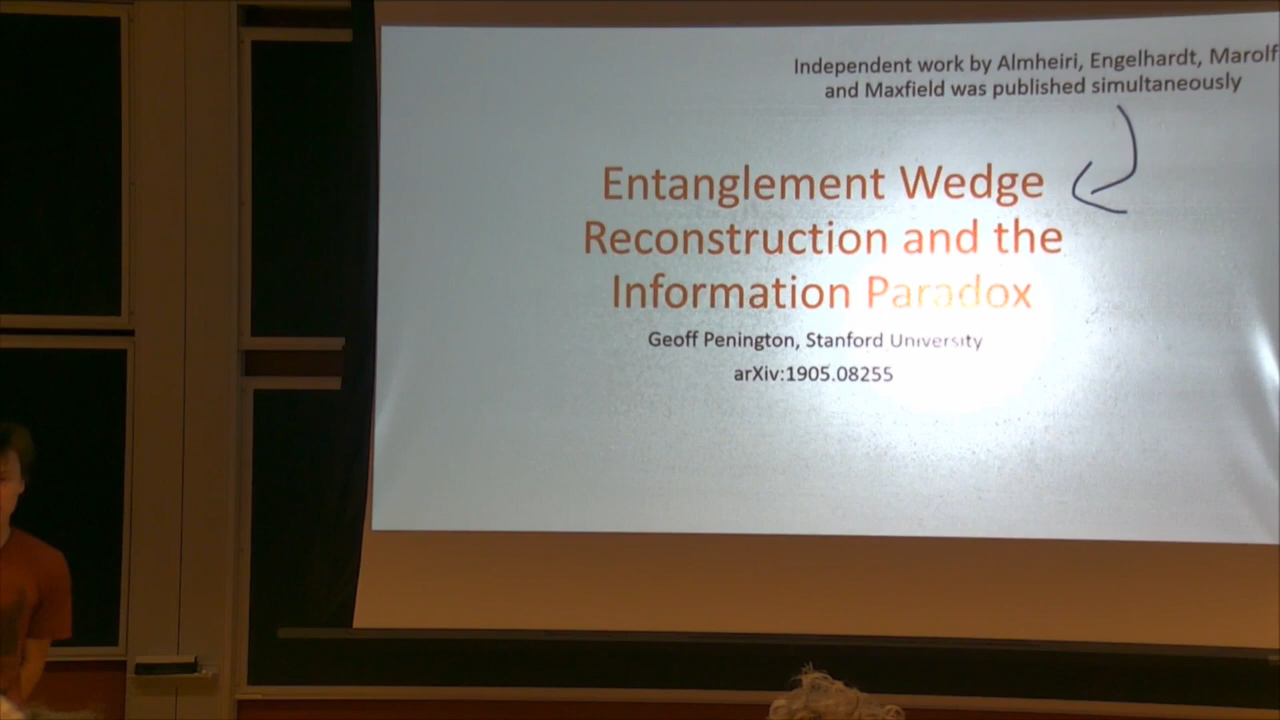 Independent work by Almheiri, Engelhardt, Marolf
and Maxfield was published simultaneously
Entanglement Wedge
Reconstruction and the
Information Paradox
Geoff Penington, Stanford University
arXiv:1905.08255